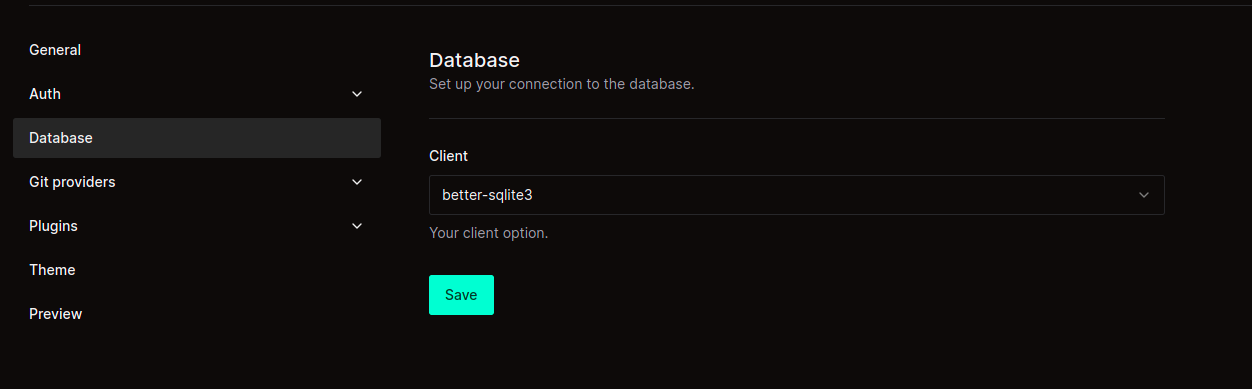 General
Auth
Database
Git providers
Plugins
Theme
Preview
Database
Set up your connection to the database.
Client
better-sqlite3
Your client option.
Save